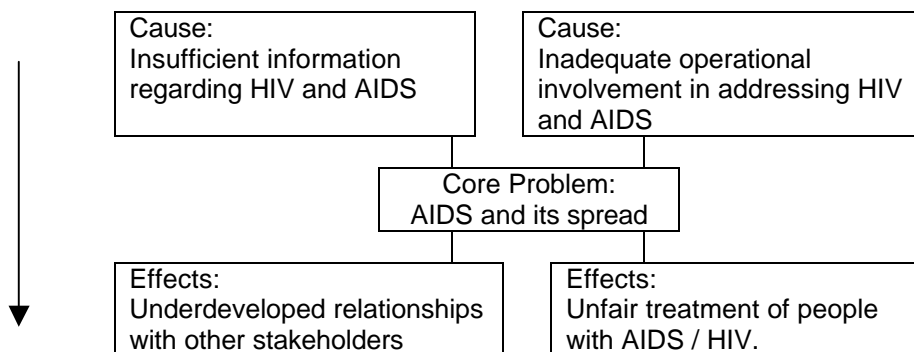 Cause:
Insufficient information
regarding HIV and AIDS
Cause:
Inadequate operational
involvement in addressing HIV
and AIDS
Core Problem:
AIDS and its spread
Effects:
Underdeveloped relationships
with other stakeholders
Effects:
Unfair treatment of people
with AIDS / HIV.